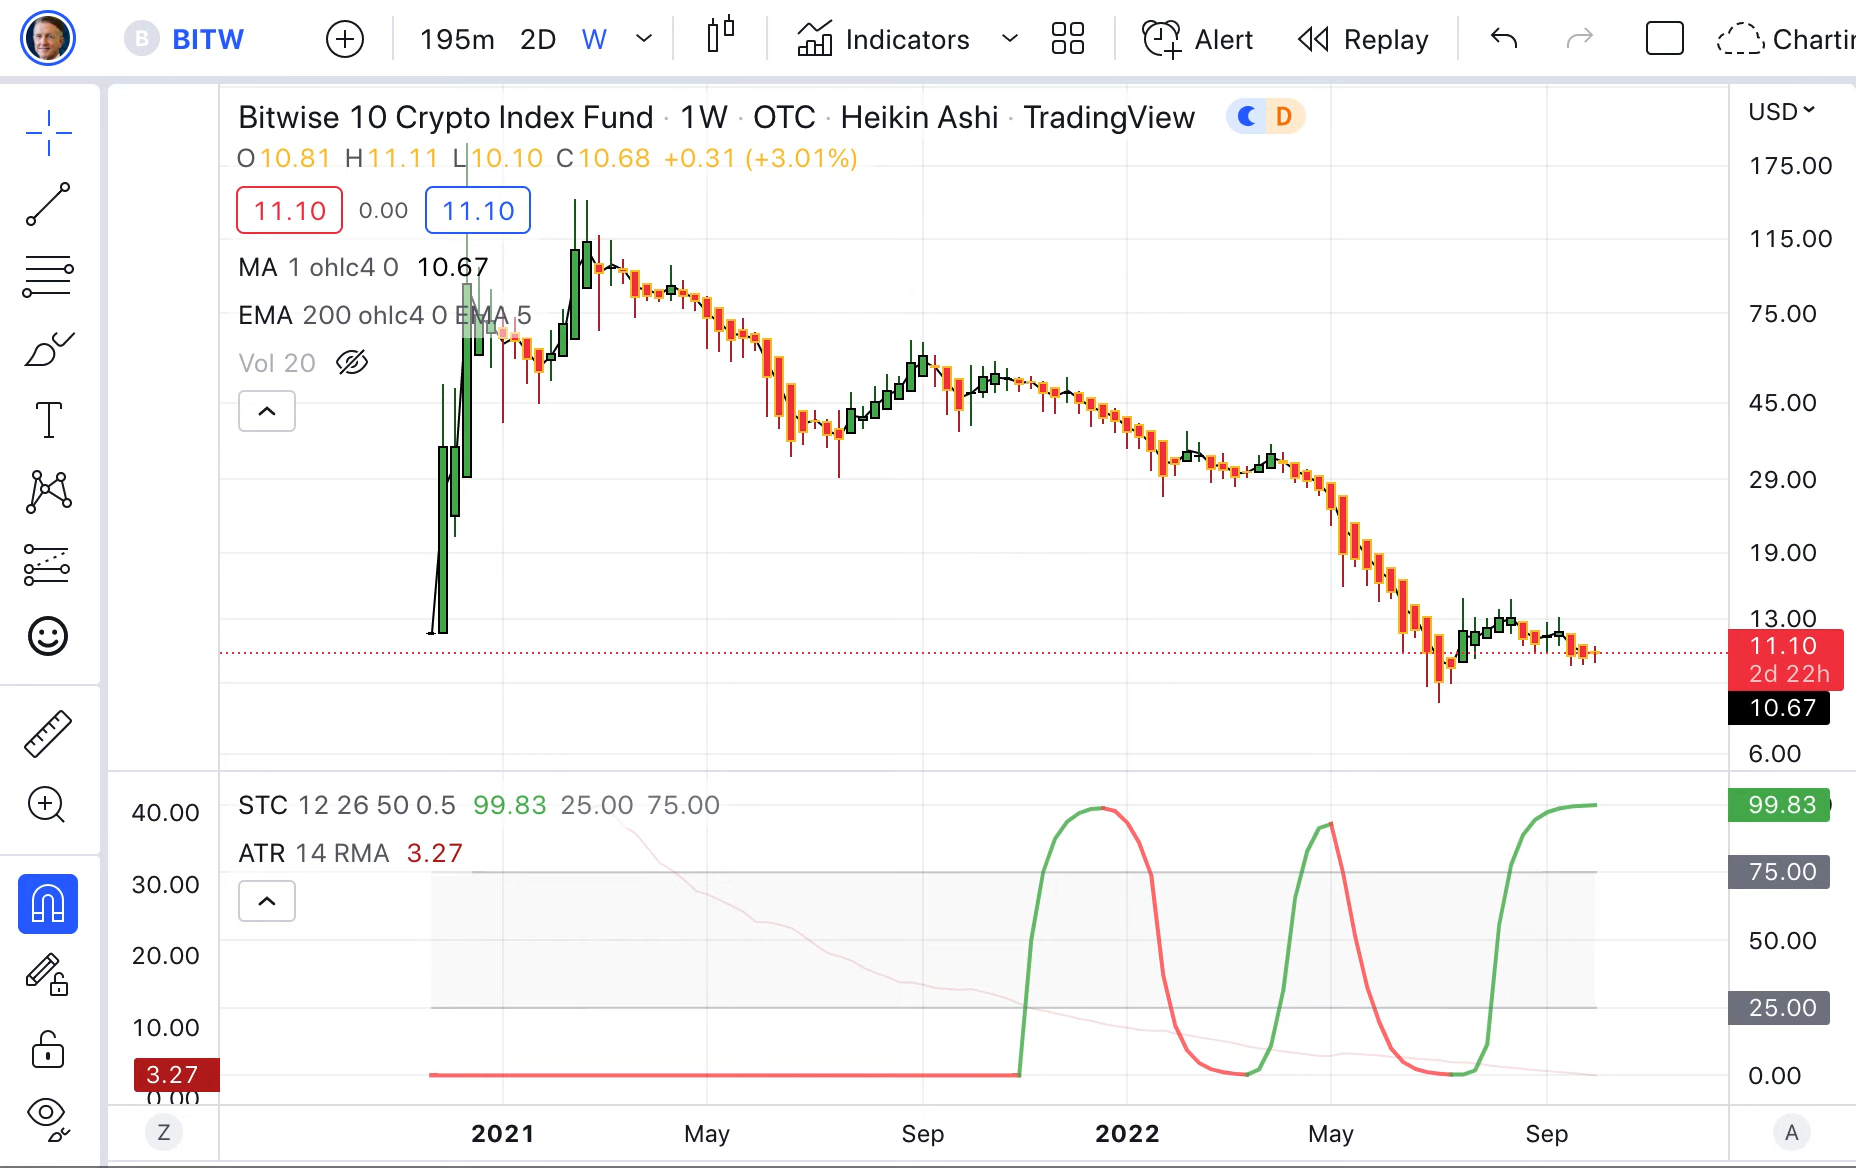 B BITW 195m 2D W Indicators Alert Replay Chartin
Bitwise 10 Crypto Index Fund · 1W · OTC · Heikin Ashi · TradingView D
O10.81 H11.11 L10.10 C10.68 +0.31 (+3.01%)
11.10 0.00 11.10
MA 1 ohlc4 0 10.67
EMA 200 ohlc4 0 EMA 5
Vol 20
USD
175.00
115.00
75.00
45.00
29.00
19.00
13.00
11.10
2d 22h
10.67
6.00
STC 12 26 50 0.5 99.83 25.00 75.00
ATR 14 RMA 3.27
40.00
30.00
20.00
10.00
3.27
0.00
99.83
75.00
50.00
25.00
0.00
Z 2021 May Sep 2022 May Sep A